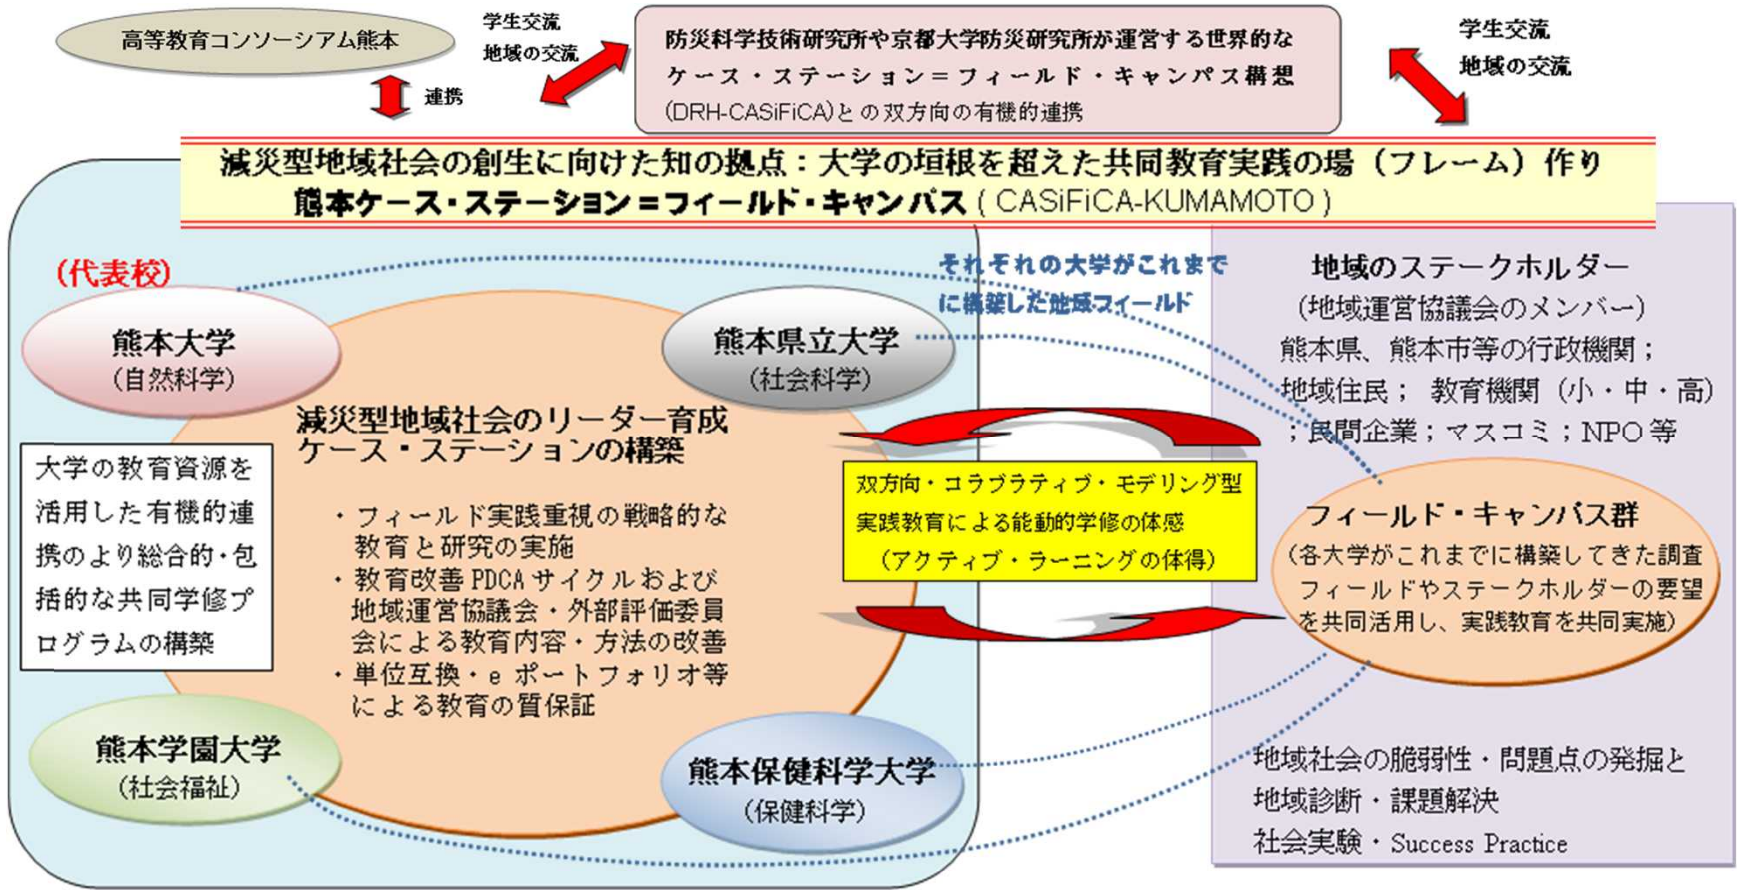 高等教育コンソーシアム熊本
学生交流
地域の交流
連携
防災科学技術研究所や京都大学防災研究所が運営する世界的な
ケース・ステーション＝フィールド・キャンパス構想
(DRH-CASiFiCA)との双方向の有機的連携
学生交流
地域の交流
減災型地域社会の創生に向けた知の拠点：大学の垣根を超えた共同教育実践の場（フレーム）作り
熊本ケース・ステーション＝フィールド・キャンパス ( CASiFiCA-KUMAMOTO )
(代表校)
熊本大学
(自然科学)
熊本県立大学
(社会科学)
それぞれの大学がこれまで
に構築した地域フィールド
減災型地域社会のリーダー育成
ケース・ステーションの構築
・フィールド実践重視の戦略的な
教育と研究の実施
・教育改善PDCAサイクルおよび
地域運営協議会・外部評価委員
会による教育内容・方法の改善
・単位互換・e ポートフォリオ等
による教育の質保証
大学の教育資源を
活用した有機的連
携のより総合的・包
括的な共同学修プ
ログラムの構築
熊本学園大学
(社会福祉)
熊本保健科学大学
(保健科学)
双方向・コラブラティブ・モデリング型
実践教育による能動的学修の体感
（アクティブ・ラーニングの体得）
地域のステークホルダー
（地域運営協議会のメンバー）
熊本県、熊本市等の行政機関；
地域住民； 教育機関（小・中・高）
；民間企業；マスコミ；NPO 等
フィールド・キャンパス群
（各大学がこれまでに構築してきた調査
フィールドやステークホルダーの要望
を共同活用し、実践教育を共同実施）
地域社会の脆弱性・問題点の発掘と
地域診断・課題解決
社会実験・Success Practice